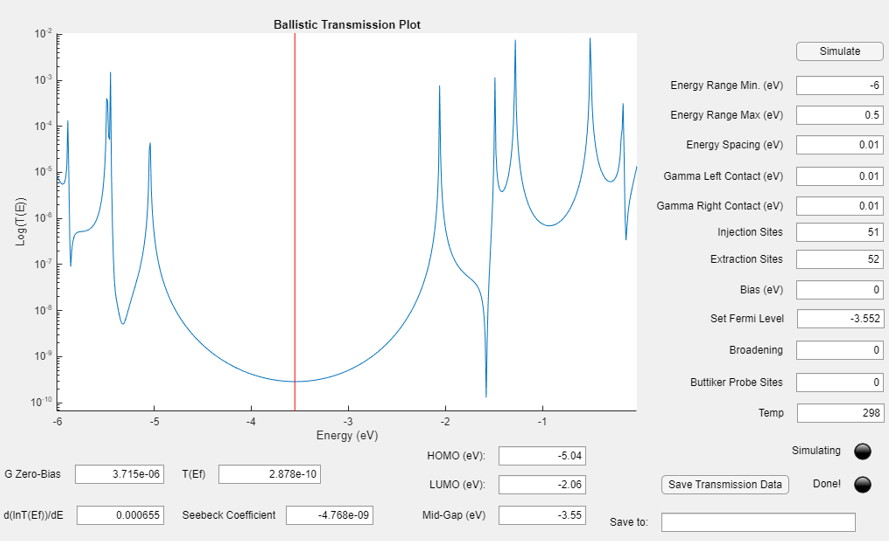 Ballistic Transmission Plot
10-2
10-3
10-4
10-5
10-6
10-7
10-8
10-9
10-10
Log(T(E))
-6 -5 -4 -3 -2 -1
Energy (eV)
Simulate
Energy Range Min. (eV) -6
Energy Range Max (eV) 0.5
Energy Spacing (eV) 0.01
Gamma Left Contact (eV) 0.01
Gamma Right Contact (eV) 0.01
Injection Sites 51
Extraction Sites 52
Bias (eV) 0
Set Fermi Level -3.552
Broadening 0
Buttiker Probe Sites 0
Temp 298
Simulating
Save Transmission Data Done!
Save to:
HOMO (eV): -5.04
LUMO (eV): -2.06
Mid-Gap (eV) -3.55
G Zero-Bias 3.715e-06 T(Ef) 2.878e-10
d(lnT(Ef))/dE 0.000655 Seebeck Coefficient -4.768e-09